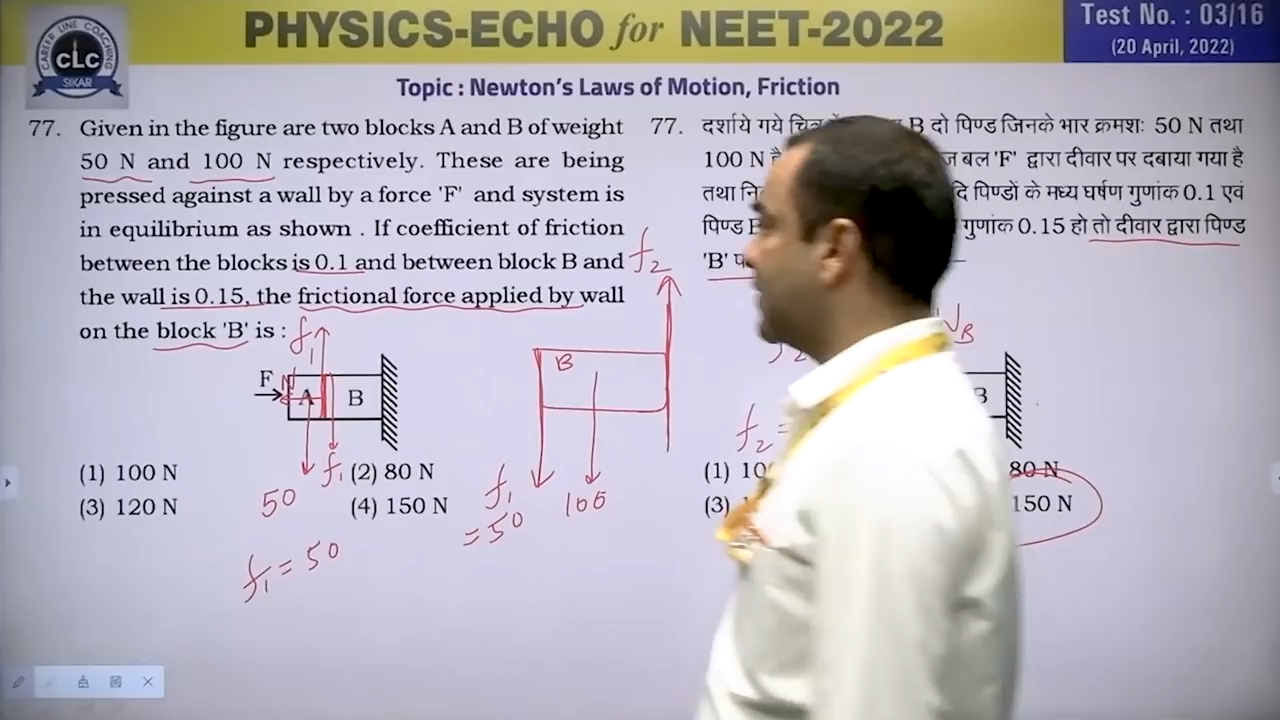 PHYSICS-ECHO for NEET-2022
Test No. : 03/16
(20 April, 2022)
CAREER LINE COACHING
CLC
SIKAR
Topic : Newton's Laws of Motion, Friction
77. Given in the figure are two blocks A and B of weight
50 N and 100 N respectively. These are being
pressed against a wall by a force 'F' and system is
in equilibrium as shown . If coefficient of friction
between the blocks is 0.1 and between block B and
the wall is 0.15, the frictional force applied by wall
on the block 'B' is :
f₁
F N A B
50 f₁
(1) 100 N (2) 80 N
(3) 120 N (4) 150 N
f₁ = 50
f₂
B
f₁ = 50
100
77. दर्शाये गये B दो पिण्ड जिनके भार क्रमशः 50 N तथा
100 N बल 'F' द्वारा दीवार पर दबाया गया है
तथा पिण्डों के मध्य घर्षण गुणांक 0.1 एवं
पिण्ड गुणांक 0.15 हो तो दीवार द्वारा पिण्ड
'B'
B
f₂ =
(1) 80 N
(3) 150 N